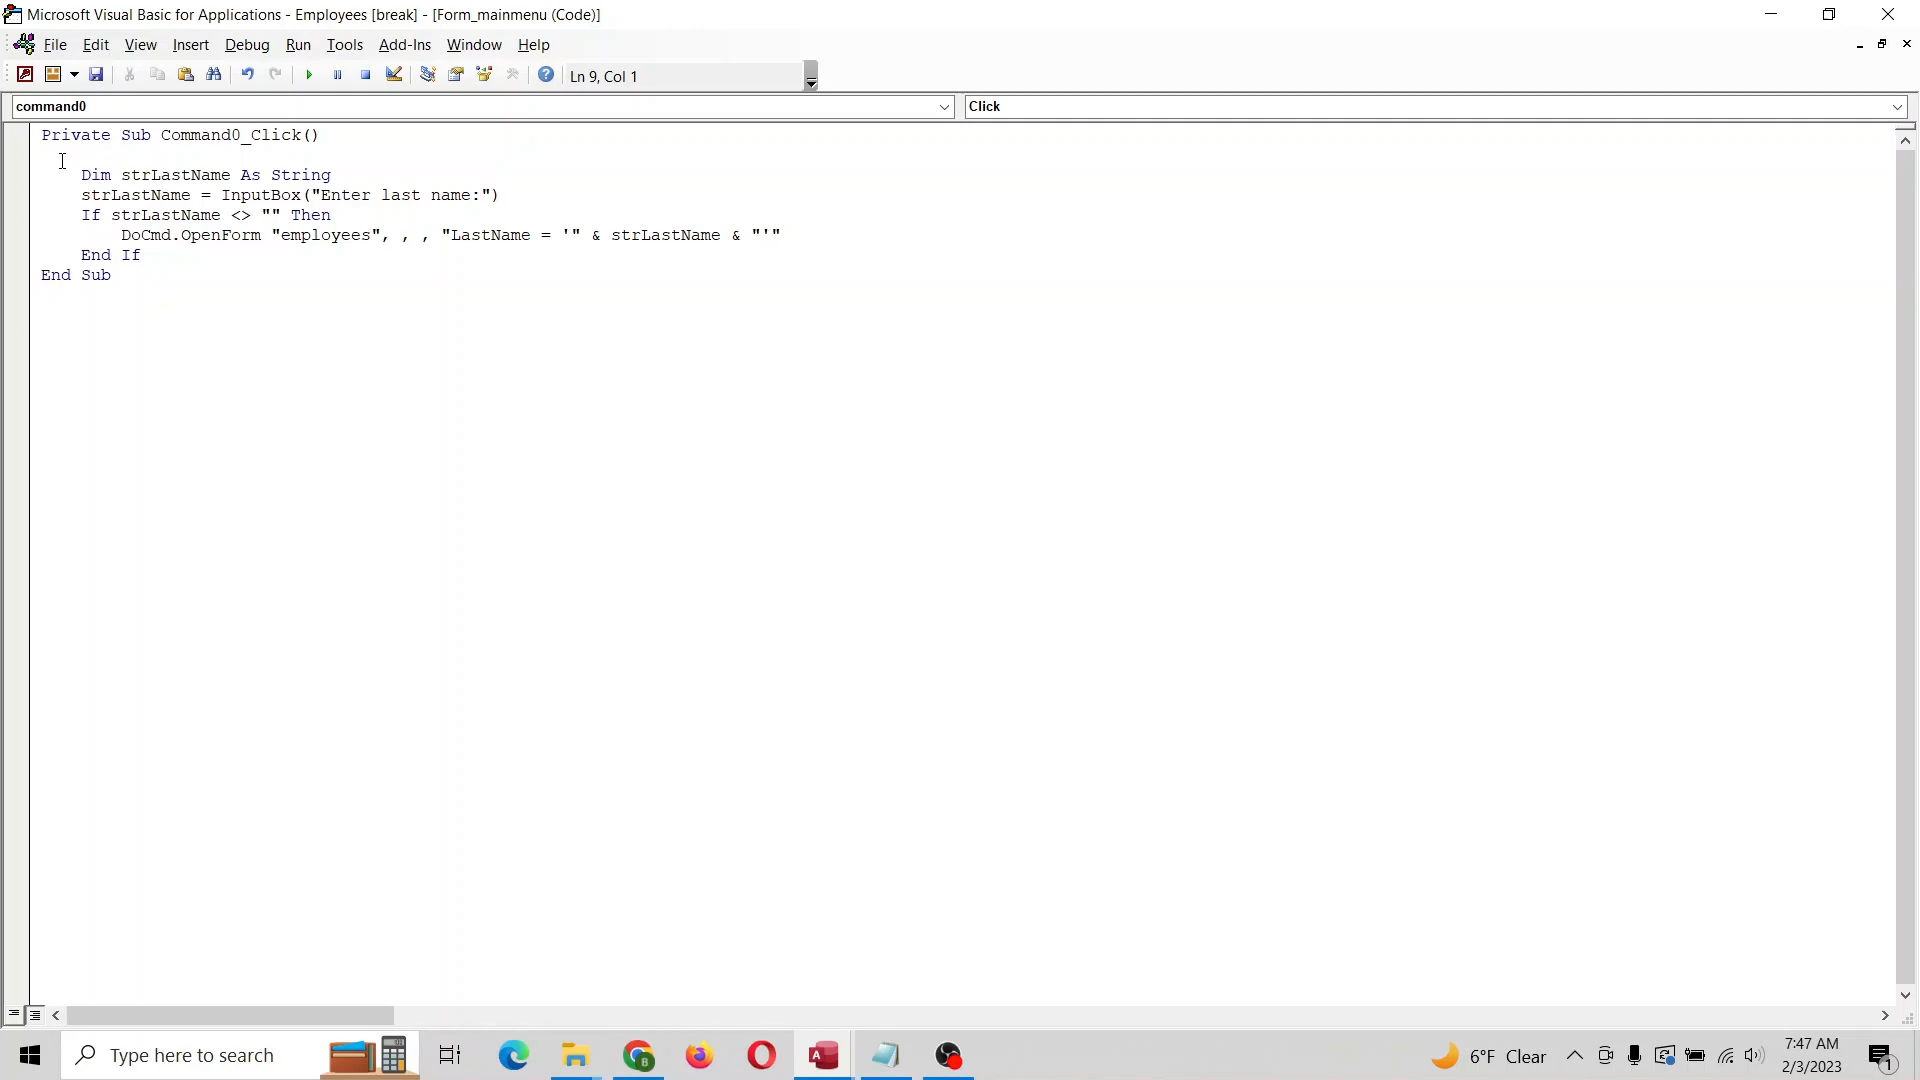 Microsoft Visual Basic for Applications - Employees [break] - [Form_mainmenu (Code)]
File Edit View Insert Debug Run Tools Add-Ins Window Help
Ln 9, Col 1
command0 Click
Private Sub Command0_Click()
Dim strLastName As String
strLastName = InputBox("Enter last name:")
If strLastName <> "" Then
DoCmd.OpenForm "employees", , , "LastName = '" & strLastName & "'"
End If
End Sub
Type here to search
6°F Clear
7:47 AM
2/3/2023
1